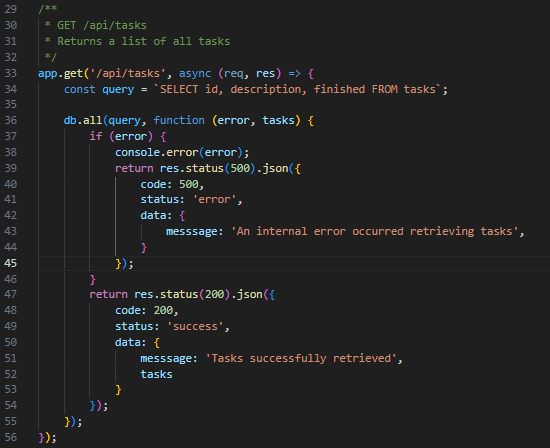 29 /**
30  * GET /api/tasks
31  * Returns a list of all tasks
32  */
33 app.get('/api/tasks', async (req, res) => {
34     const query = `SELECT id, description, finished FROM tasks`;
35
36     db.all(query, function (error, tasks) {
37         if (error) {
38             console.error(error);
39             return res.status(500).json({
40                 code: 500,
41                 status: 'error',
42                 data: {
43                     messsage: 'An internal error occurred retrieving tasks',
44                 }
45             });
46         }
47         return res.status(200).json({
48             code: 200,
49             status: 'success',
50             data: {
51                 messsage: 'Tasks successfully retrieved',
52                 tasks
53             }
54         });
55     });
56 });